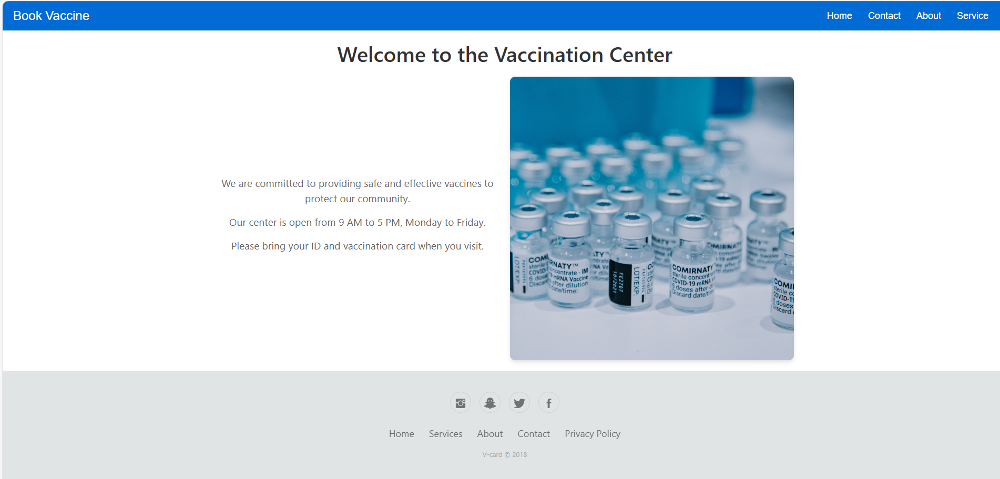 Book Vaccine
Home Contact About Service
Welcome to the Vaccination Center
We are committed to providing safe and effective vaccines to
protect our community.
Our center is open from 9 AM to 5 PM, Monday to Friday.
Please bring your ID and vaccination card when you visit.
COMIRNATY
sterile concentrate
COVID-19 mRNA
6 doses after
Discard date/time
RNATY™
concentrate - IM
mRNA Vaccine
after dilution
date/time:
LOT/EXP:
FE2707
10/2021
LOT/EXP:
Home Services About Contact Privacy Policy
V-card © 2018